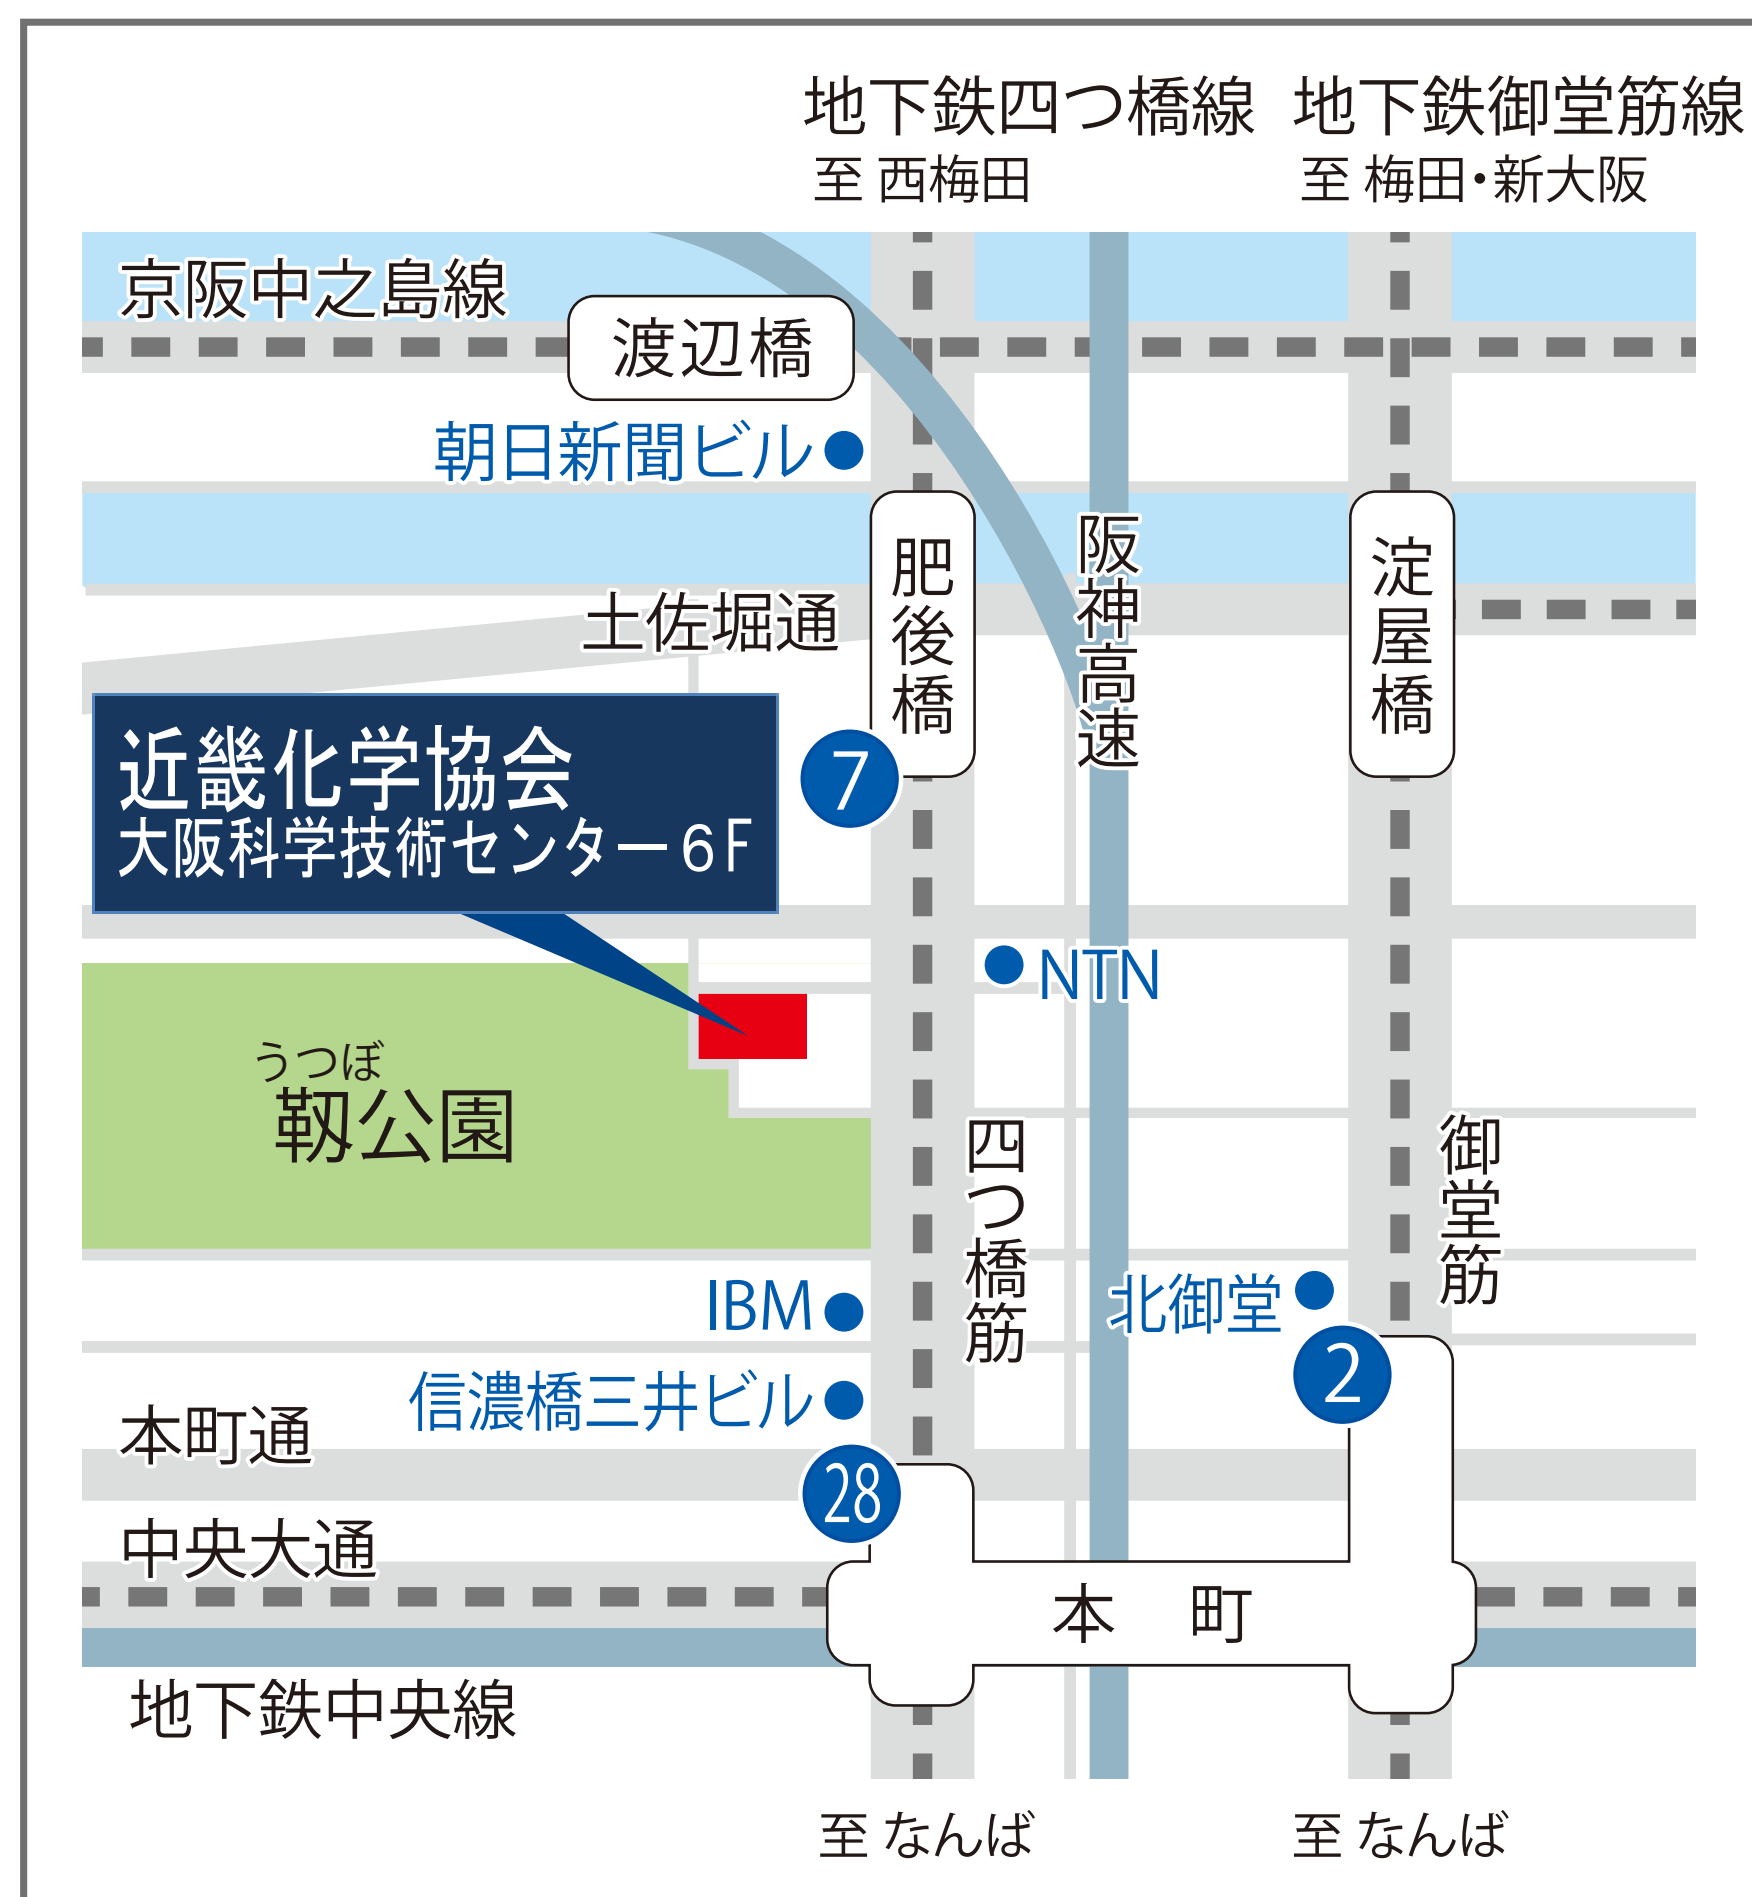 地下鉄四つ橋線
至 西梅田
地下鉄御堂筋線
至 梅田・新大阪
京阪中之島線
渡辺橋
朝日新聞ビル
肥後橋
阪神高速
淀屋橋
土佐堀通
7
近畿化学協会
大阪科学技術センター6F
NTN
うつぼ
靱公園
四つ橋筋
御堂筋
IBM
北御堂
2
信濃橋三井ビル
本町通
28
中央大通
本 町
地下鉄中央線
至 なんば
至 なんば